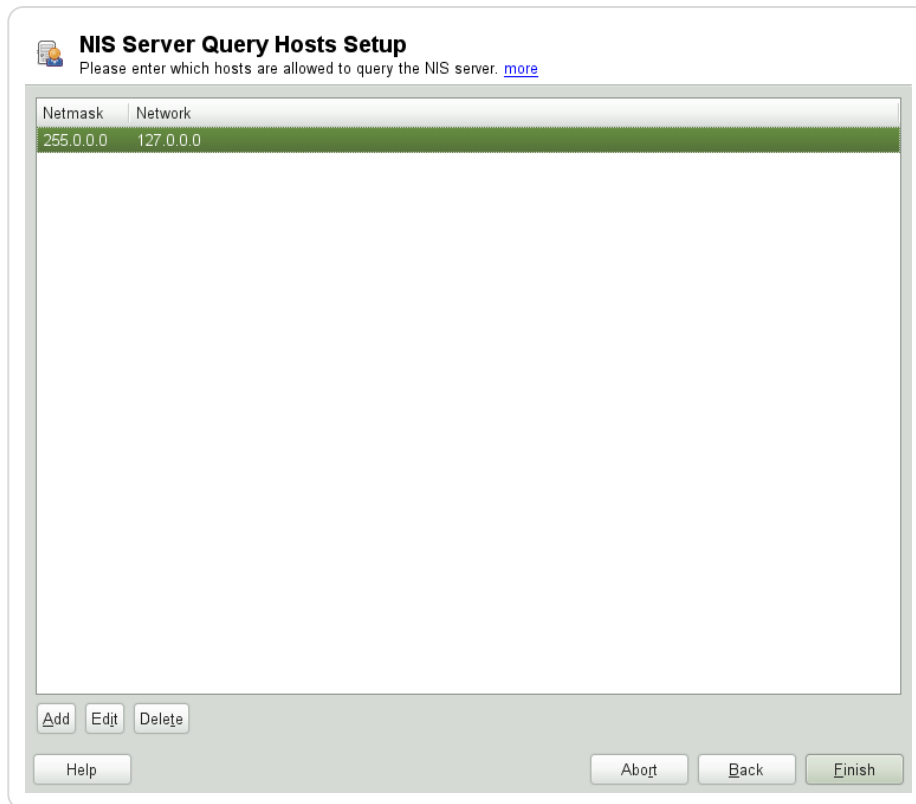 NIS Server Query Hosts Setup
Please enter which hosts are allowed to query the NIS server. more
Netmask Network
255.0.0.0 127.0.0.0
Add Edit Delete
Help Abort Back Finish